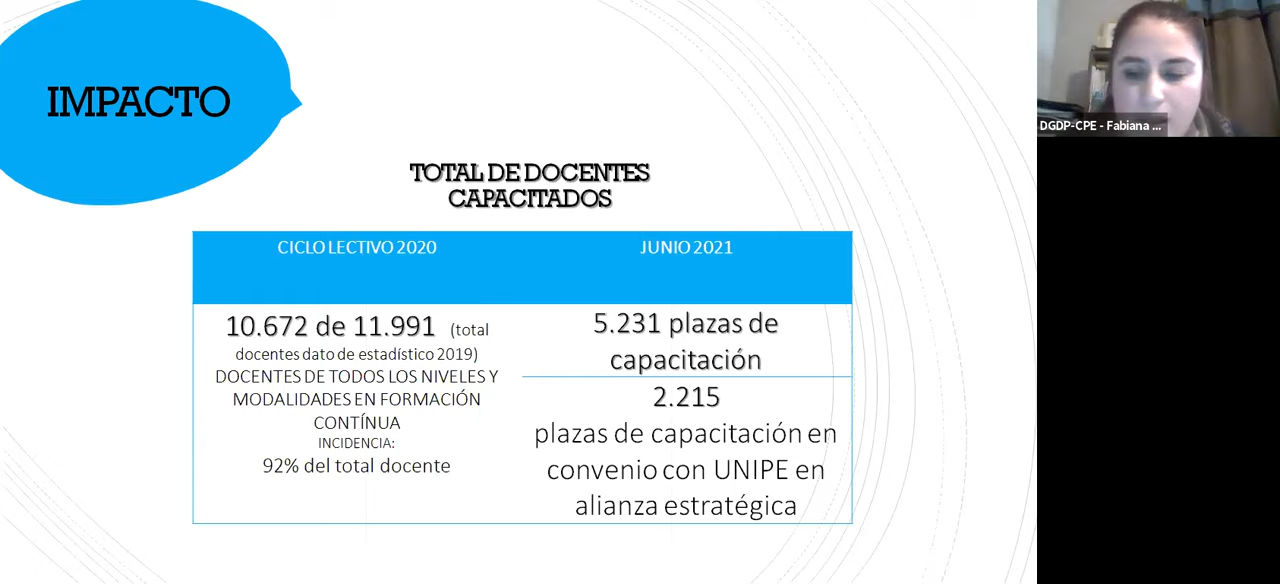 IMPACTO
DGDP-CPE - Fabiana ...
TOTAL DE DOCENTES
CAPACITADOS
CICLO LECTIVO 2020
JUNIO 2021
10.672 de 11.991 (total
docentes dato de estadístico 2019)
DOCENTES DE TODOS LOS NIVELES Y
MODALIDADES EN FORMACIÓN
CONTÍNUA
INCIDENCIA:
92% del total docente
5.231 plazas de
capacitación
2.215
plazas de capacitación en
convenio con UNIPE en
alianza estratégica